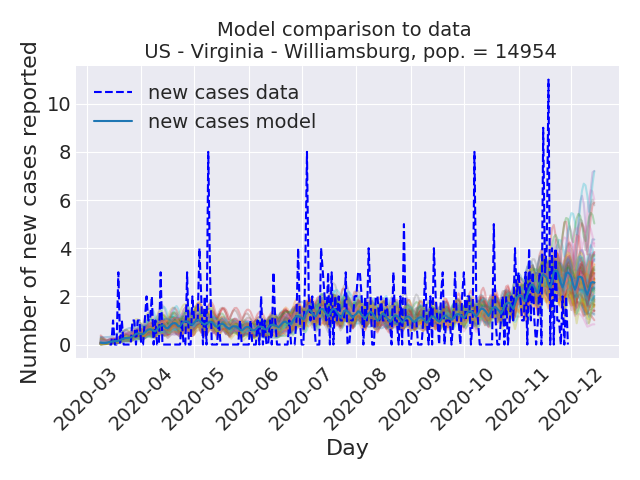 Model comparison to data
US - Virginia - Williamsburg, pop. = 14954
Number of new cases reported
10
8
6
4
2
0
new cases data
new cases model
2020-03
2020-04
2020-05
2020-06
2020-07
2020-08
2020-09
2020-10
2020-11
2020-12
Day